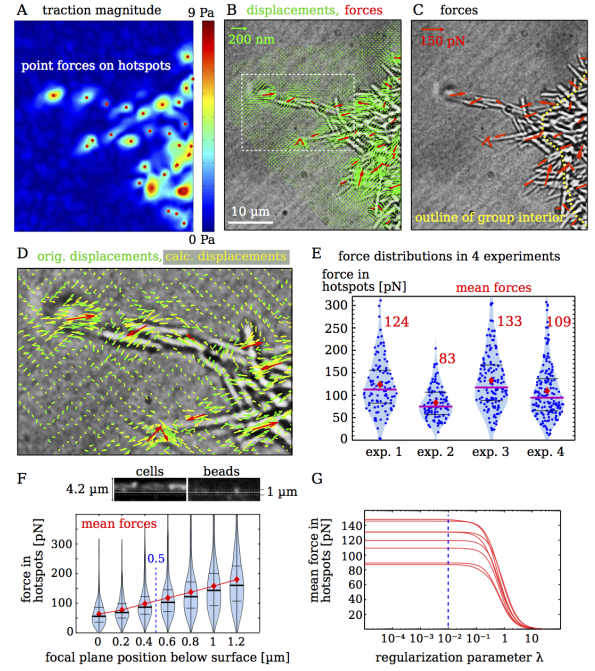 A traction magnitude 9 Pa
point forces on hotspots
0 Pa
B displacements, forces
200 nm
10 µm
C forces
150 pN
outline of group interior
D orig. displacements, calc. displacements
E force distributions in 4 experiments
force in
hotspots [pN]
mean forces
300
250
200
150
100
50
0
124
83
133
109
exp. 1 exp. 2 exp. 3 exp. 4
F cells beads
4.2 µm
1 µm
mean forces
0.5
force in
hotspots [pN]
300
200
100
0
0 0.2 0.4 0.6 0.8 1 1.2
focal plane position below surface [µm]
G
mean force in
hotspots [pN]
140
120
100
80
60
40
20
10⁻⁴ 10⁻³ 10⁻² 10⁻¹ 10⁰ 10¹
regularization parameter λ